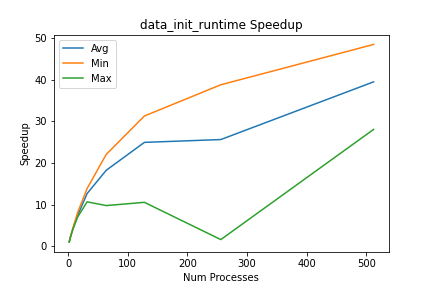 data_init_runtime Speedup
Avg
Min
Max
Speedup
50
40
30
20
10
0
0 100 200 300 400 500
Num Processes